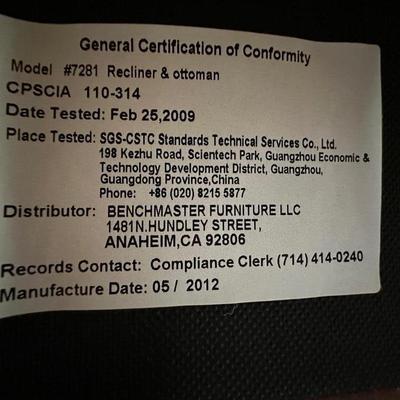 General Certification of Conformity
Model #7281 Recliner & ottoman
CPSCIA 110-314
Date Tested: Feb 25,2009
Place Tested: SGS-CSTC Standards Technical Services Co., Ltd.
198 Kezhu Road, Scientech Park, Guangzhou Economic &
Technology Development District, Guangzhou,
Guangdong Province,China
Phone: +86 (020) 8215 5877
Distributor: BENCHMASTER FURNITURE LLC
1481N.HUNDLEY STREET,
ANAHEIM,CA 92806
Records Contact: Compliance Clerk (714) 414-0240
Manufacture Date: 05 / 2012